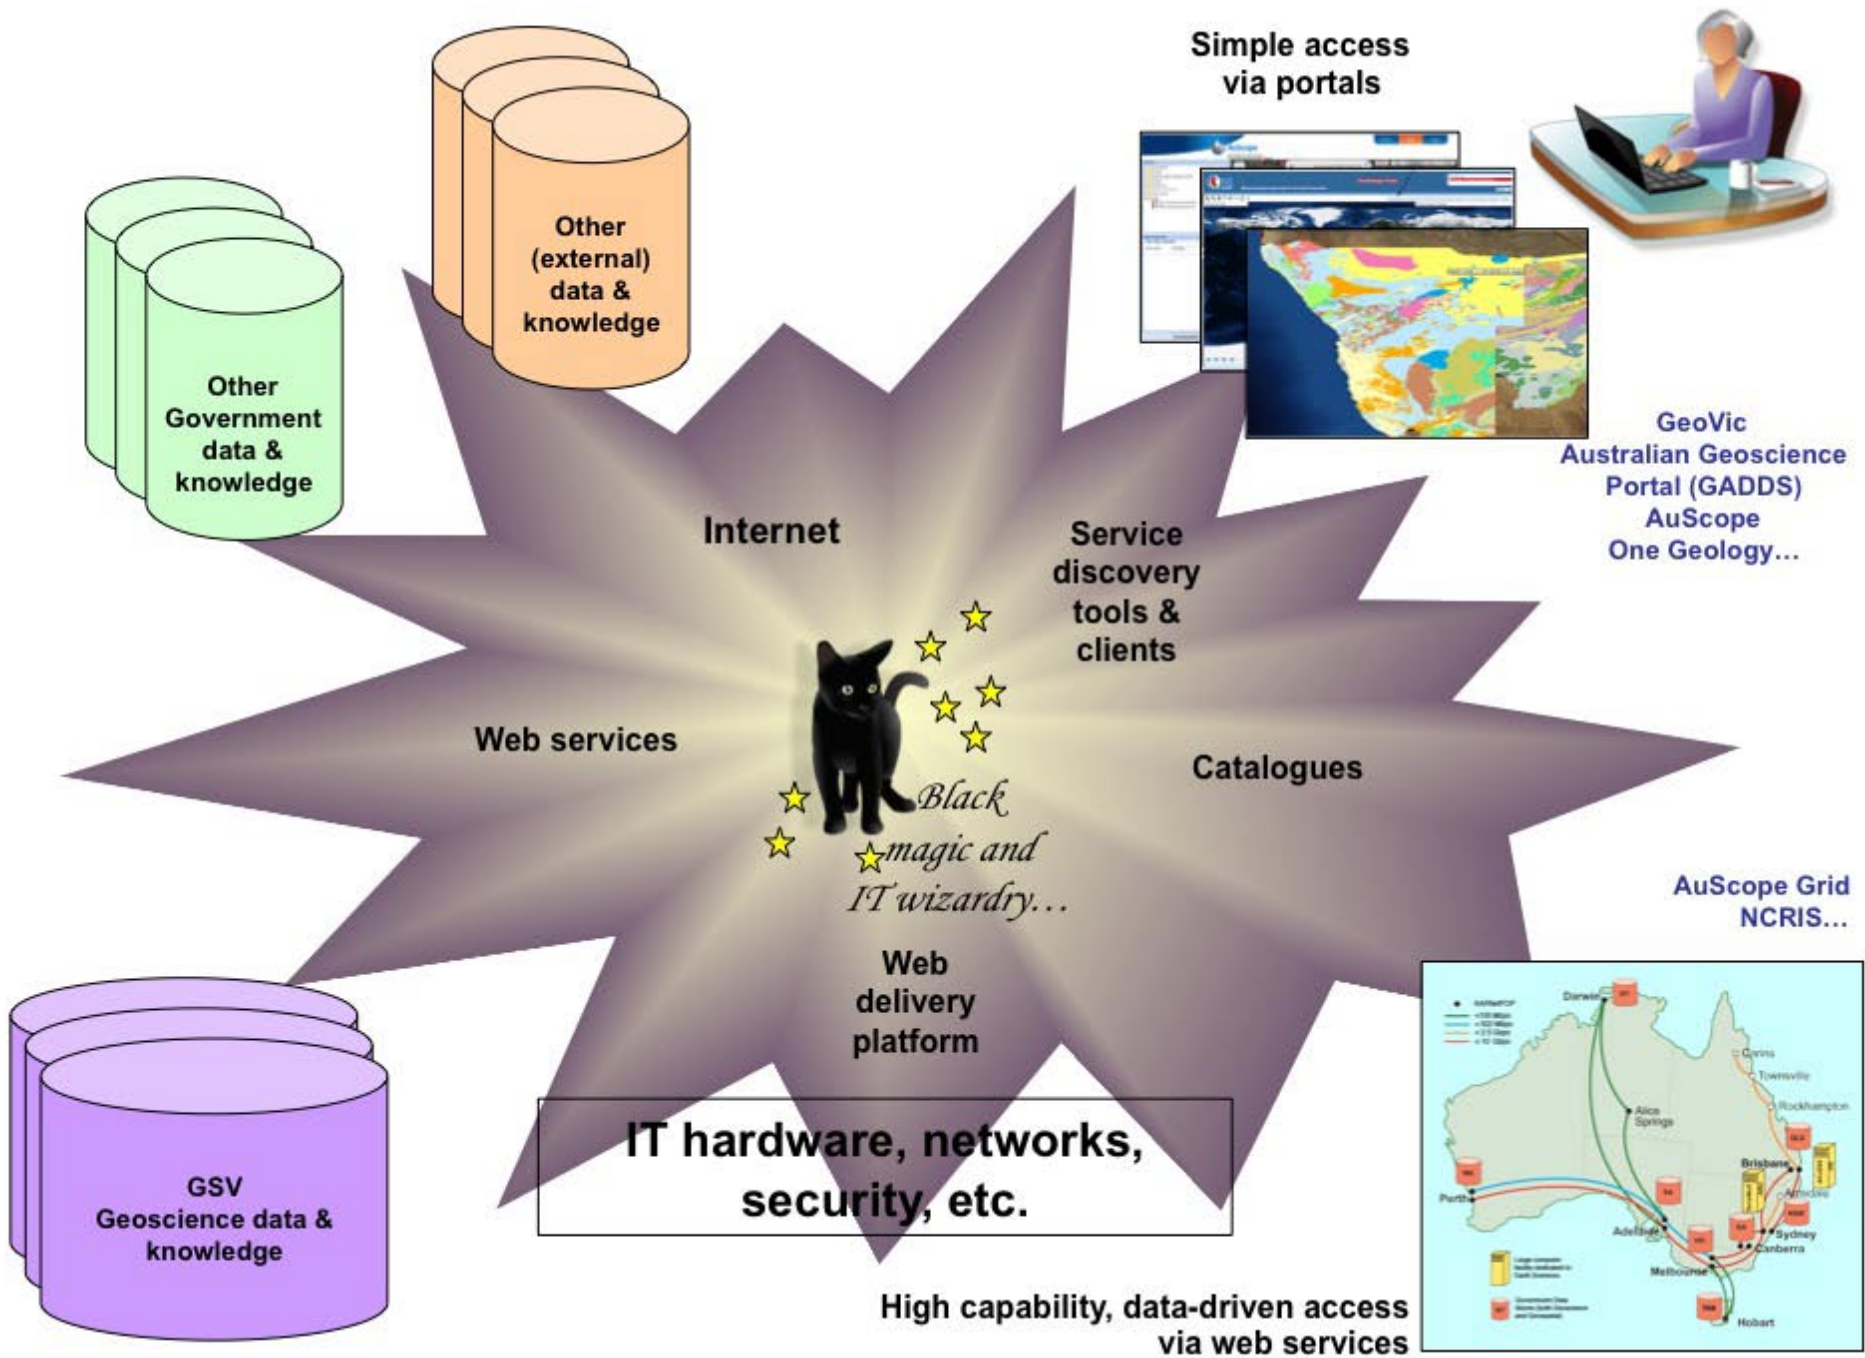 Simple access
via portals
Other
(external)
data &
knowledge
Other
Government
data &
knowledge
GeoVic
Australian Geoscience
Portal (GADDS)
AuScope
One Geology…
Internet
Service
discovery
tools &
clients
Web services
Catalogues
Black
magic and
IT wizardry…
Web
delivery
platform
AuScope Grid
NCRIS…
GSV
Geoscience data &
knowledge
IT hardware, networks,
security, etc.
High capability, data-driven access
via web services
Darwin
Cairns
Townsville
Rockhampton
Alice
Springs
Brisbane
Perth
Adelaide
Sydney
Canberra
Melbourne
Hobart